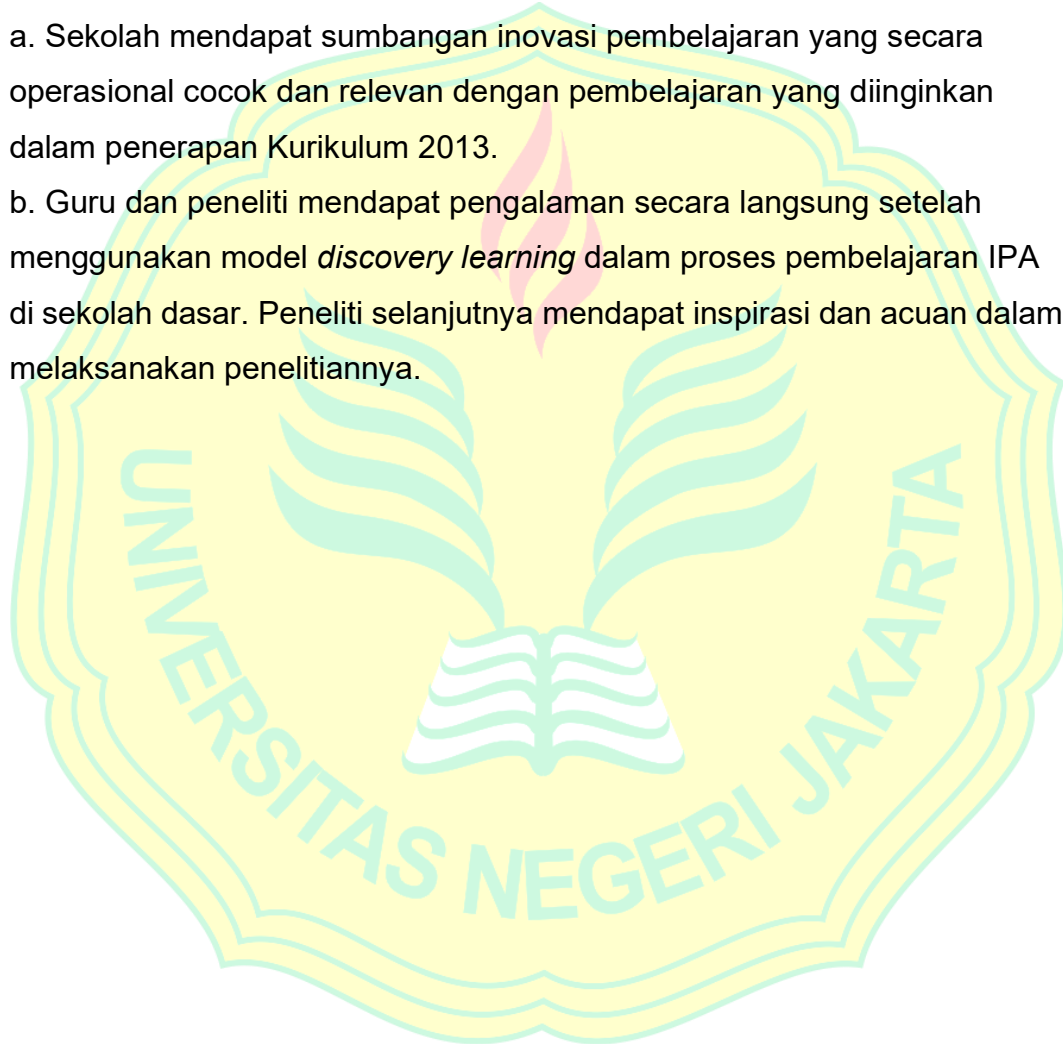 a. Sekolah mendapat sumbangan inovasi pembelajaran yang secara
operasional cocok dan relevan dengan pembelajaran yang diinginkan
dalam penerapan Kurikulum 2013.
b. Guru dan peneliti mendapat pengalaman secara langsung setelah
menggunakan model discovery learning dalam proses pembelajaran IPA
di sekolah dasar. Peneliti selanjutnya mendapat inspirasi dan acuan dalam
melaksanakan penelitiannya.
UNIVERSITAS NEGERI JAKARTA